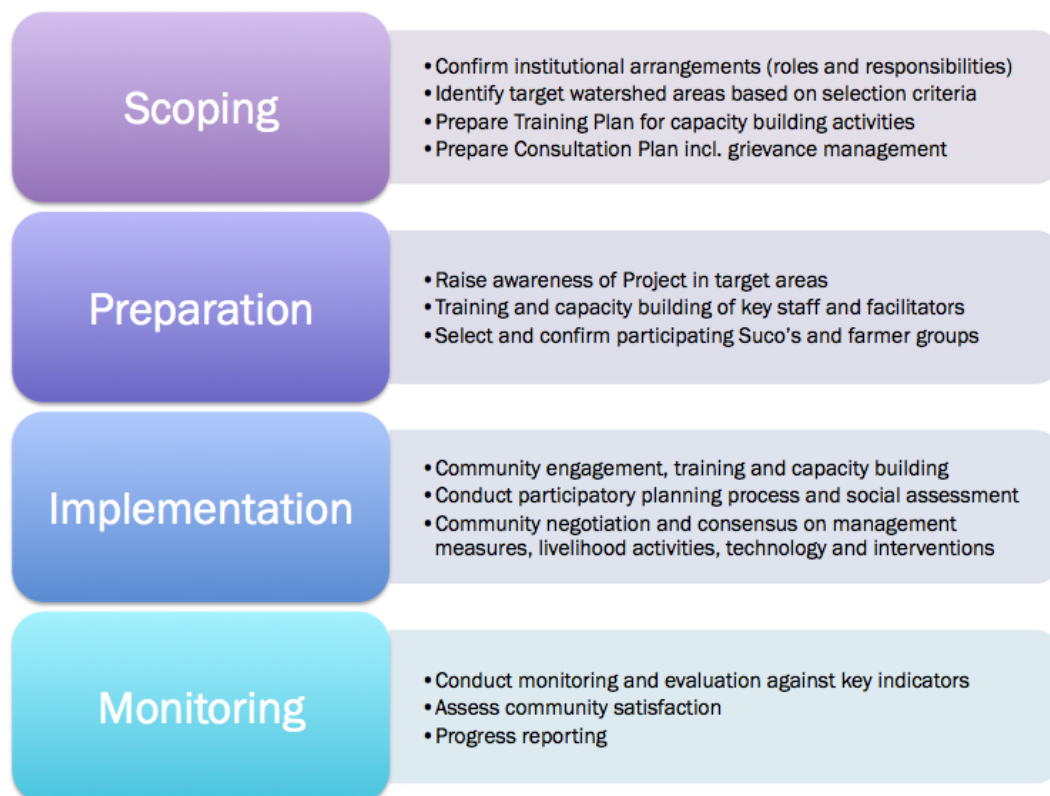 Scoping
•Confirm institutional arrangements (roles and responsibilities)
•Identify target watershed areas based on selection criteria
•Prepare Training Plan for capacity building activities
•Prepare Consultation Plan incl. grievance management
Preparation
•Raise awareness of Project in target areas
•Training and capacity building of key staff and facilitators
•Select and confirm participating Suco's and farmer groups
Implementation
•Community engagement, training and capacity building
•Conduct participatory planning process and social assessment
•Community negotiation and consensus on management
measures, livelihood activities, technology and interventions
Monitoring
•Conduct monitoring and evaluation against key indicators
•Assess community satisfaction
•Progress reporting